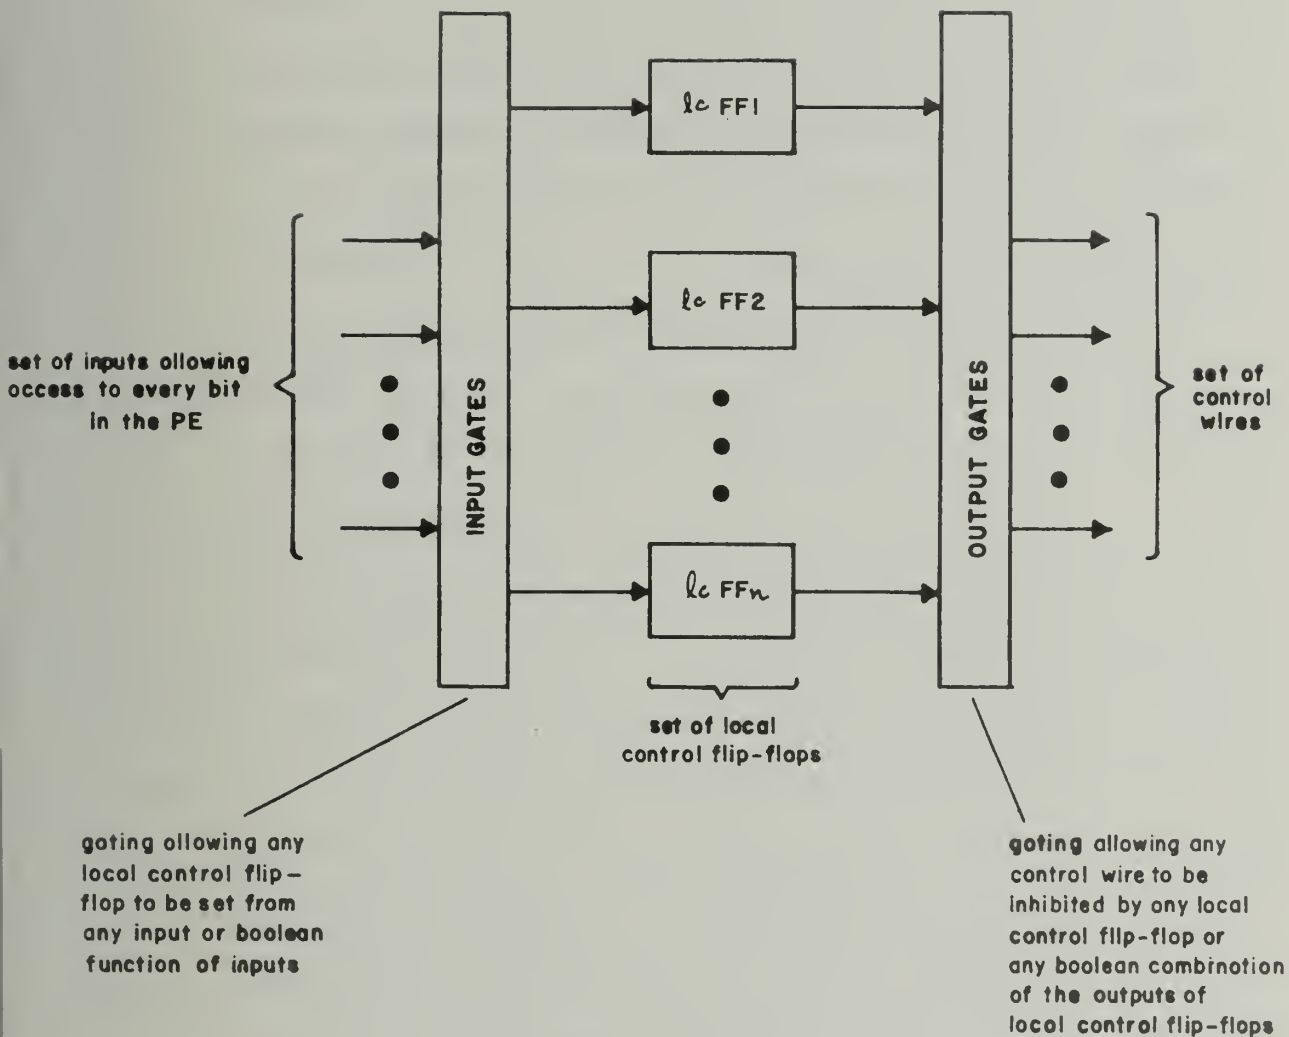 lc FF1
lc FF2
lc FFn
set of inputs allowing
access to every bit
in the PE
INPUT GATES
OUTPUT GATES
set of
control
wires
set of local
control flip-flops
gating allowing any
local control flip-
flop to be set from
any input or boolean
function of inputs
gating allowing any
control wire to be
inhibited by any local
control flip-flop or
any boolean combination
of the outputs of
local control flip-flops